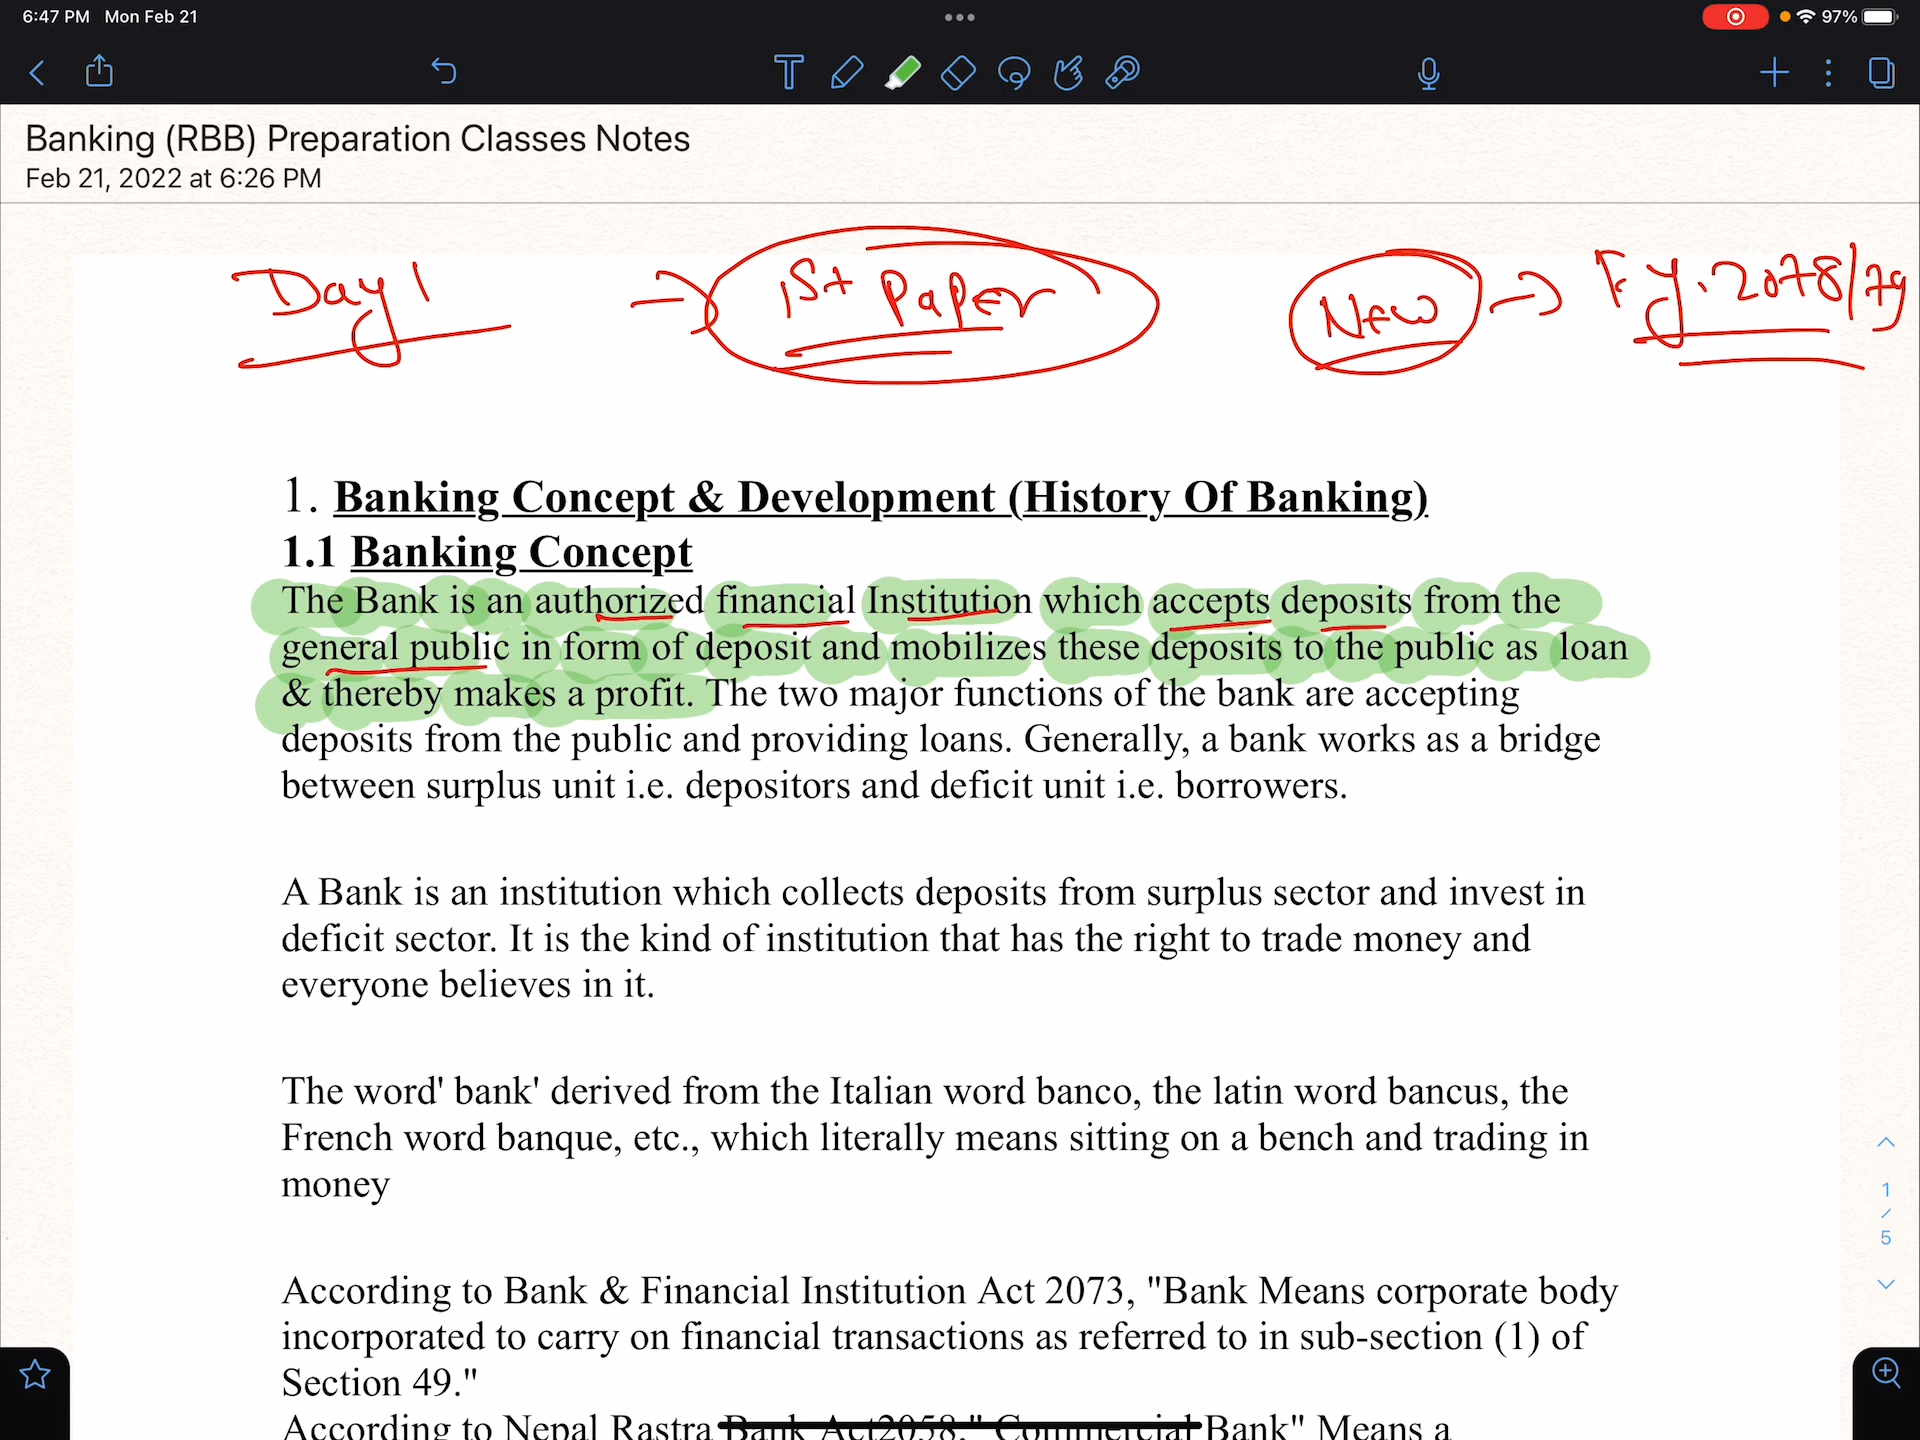 6:47 PM Mon Feb 21
97%
Banking (RBB) Preparation Classes Notes
Feb 21, 2022 at 6:26 PM
Day 1 → 1st Paper New → F.Y. 2078/79
1. Banking Concept & Development (History Of Banking)
1.1 Banking Concept
The Bank is an authorized financial Institution which accepts deposits from the
general public in form of deposit and mobilizes these deposits to the public as loan
& thereby makes a profit. The two major functions of the bank are accepting
deposits from the public and providing loans. Generally, a bank works as a bridge
between surplus unit i.e. depositors and deficit unit i.e. borrowers.
A Bank is an institution which collects deposits from surplus sector and invest in
deficit sector. It is the kind of institution that has the right to trade money and
everyone believes in it.
The word' bank' derived from the Italian word banco, the latin word bancus, the
French word banque, etc., which literally means sitting on a bench and trading in
money
1
/
5
According to Bank & Financial Institution Act 2073, "Bank Means corporate body
incorporated to carry on financial transactions as referred to in sub-section (1) of
Section 49."
According to Nepal Rastra Bank Act2058," Commercial Bank" Means a